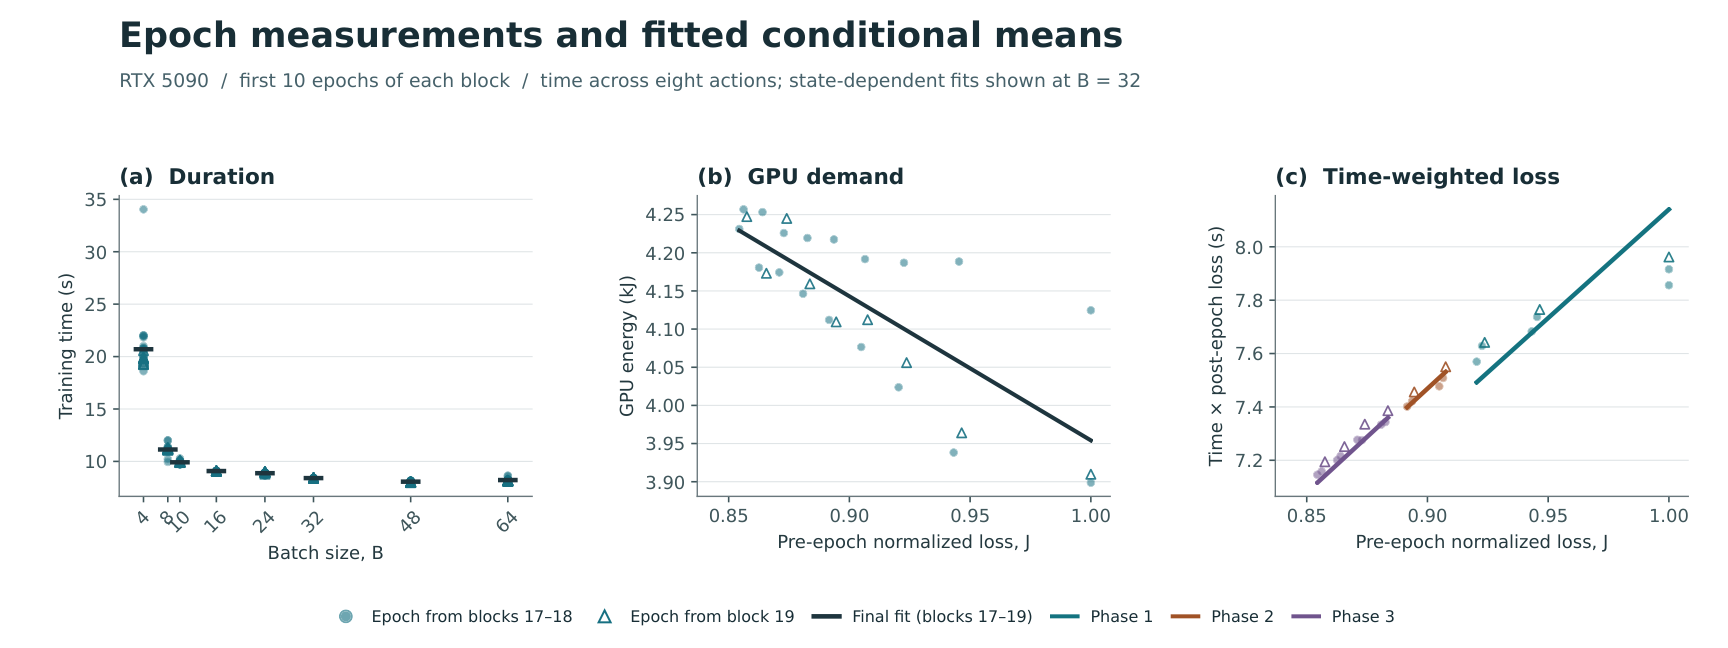 Epoch measurements and fitted conditional means
RTX 5090 / first 10 epochs of each block / time across eight actions; state-dependent fits shown at B = 32
(a) Duration
35
30
25
20
15
10
Training time (s)
4
8
10
16
24
32
48
64
Batch size, B
(b) GPU demand
4.25
4.20
4.15
4.10
4.05
4.00
3.95
3.90
GPU energy (kJ)
0.85
0.90
0.95
1.00
Pre-epoch normalized loss, J
(c) Time-weighted loss
8.0
7.8
7.6
7.4
7.2
Time × post-epoch loss (s)
0.85
0.90
0.95
1.00
Pre-epoch normalized loss, J
Epoch from blocks 17–18
Epoch from block 19
Final fit (blocks 17–19)
Phase 1
Phase 2
Phase 3